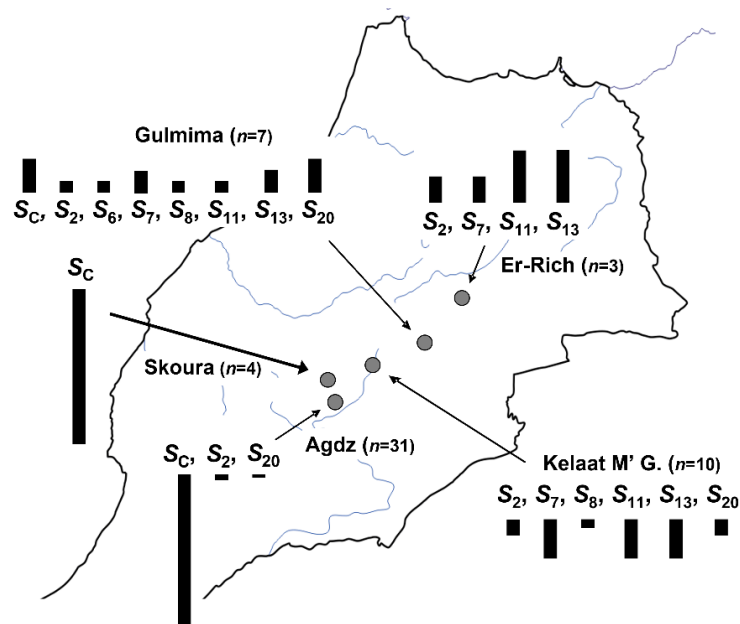 Gulmima (n=7)
SC, S2, S6, S7, S8, S11, S13, S20
S2, S7, S11, S13
Er-Rich (n=3)
SC
Skoura (n=4)
SC, S2, S20
Agdz (n=31)
Kelaat M' G. (n=10)
S2, S7, S8, S11, S13, S20